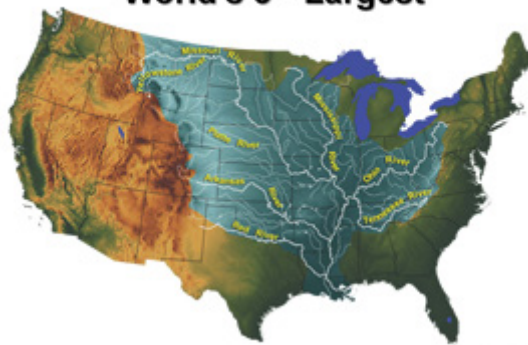 World's 3rd Largest
Missouri River
Yellowstone River
Mississippi River
Platte River
Ohio River
Arkansas River
Tennessee River
Red River